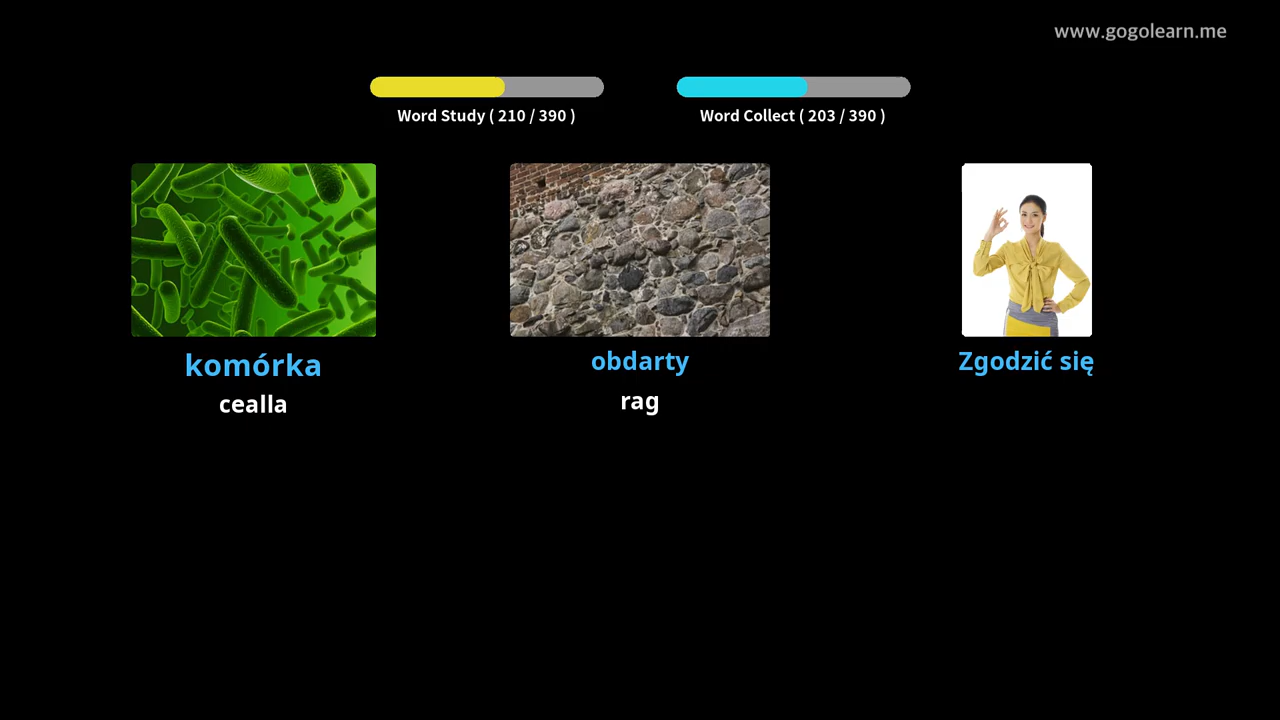 www.gogolearn.me
Word Study ( 210 / 390 )
Word Collect ( 203 / 390 )
komórka
cealla
obdarty
rag
Zgodzić się